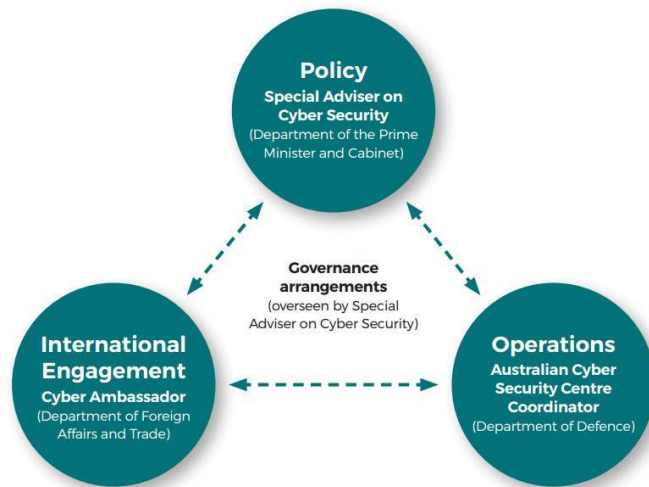 Policy
Special Adviser on
Cyber Security
(Department of the Prime
Minister and Cabinet)
Governance
arrangements
(overseen by Special
Adviser on Cyber Security)
International
Engagement
Cyber Ambassador
(Department of Foreign
Affairs and Trade)
Operations
Australian Cyber
Security Centre
Coordinator
(Department of Defence)